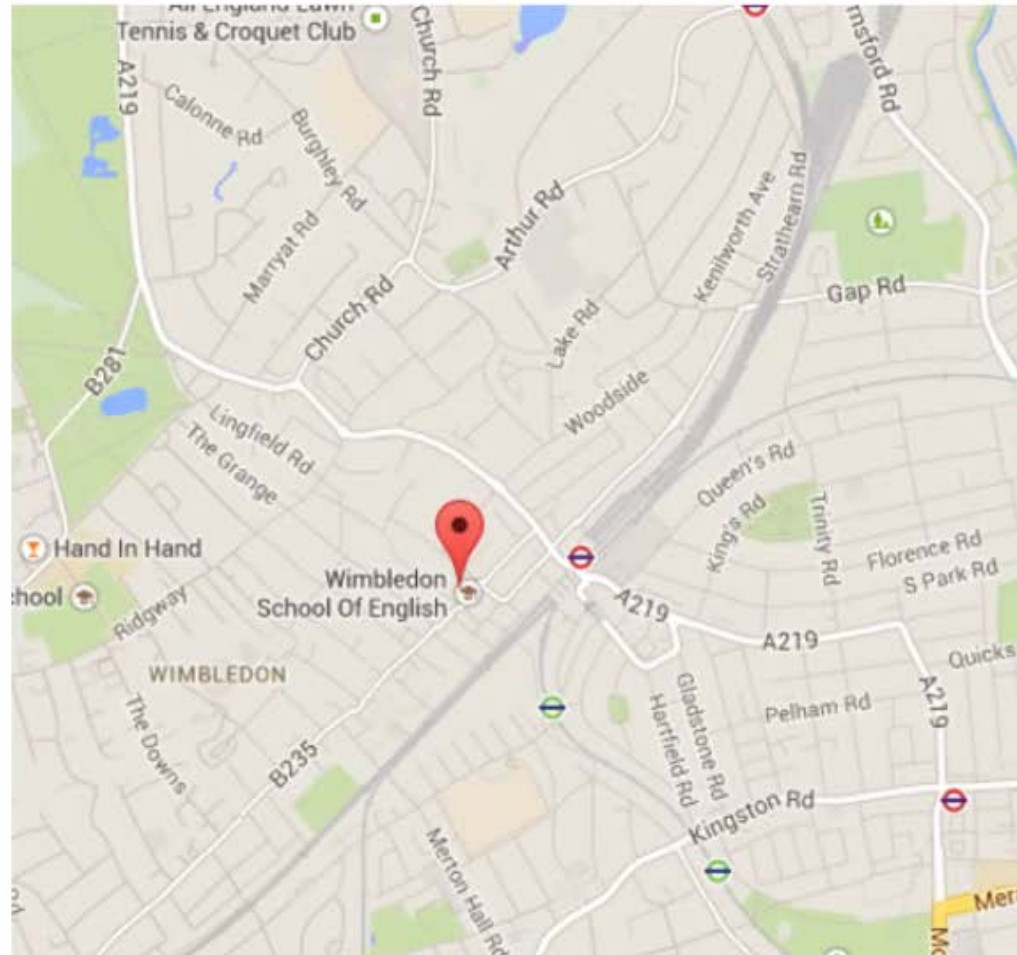 All England Lawn
Tennis & Croquet Club
Church Rd
A219
Calonne Rd
Burghley Rd
Marryat Rd
Arthur Rd
Church Rd
Kenilworth Ave
Strathearn Rd
Gap Rd
Lake Rd
B281
Woodside
Lingfield Rd
The Grange
Queen's Rd
King's Rd
Trinity Rd
Florence Rd
S Park Rd
Hand In Hand
Wimbledon
School Of English
Ridgway
A219
A219
WIMBLEDON
Quicks
A219
Pelham Rd
The Downs
Gladstone Rd
Hartfield Rd
B235
Kingston Rd
Merton Hall Rd
Mer